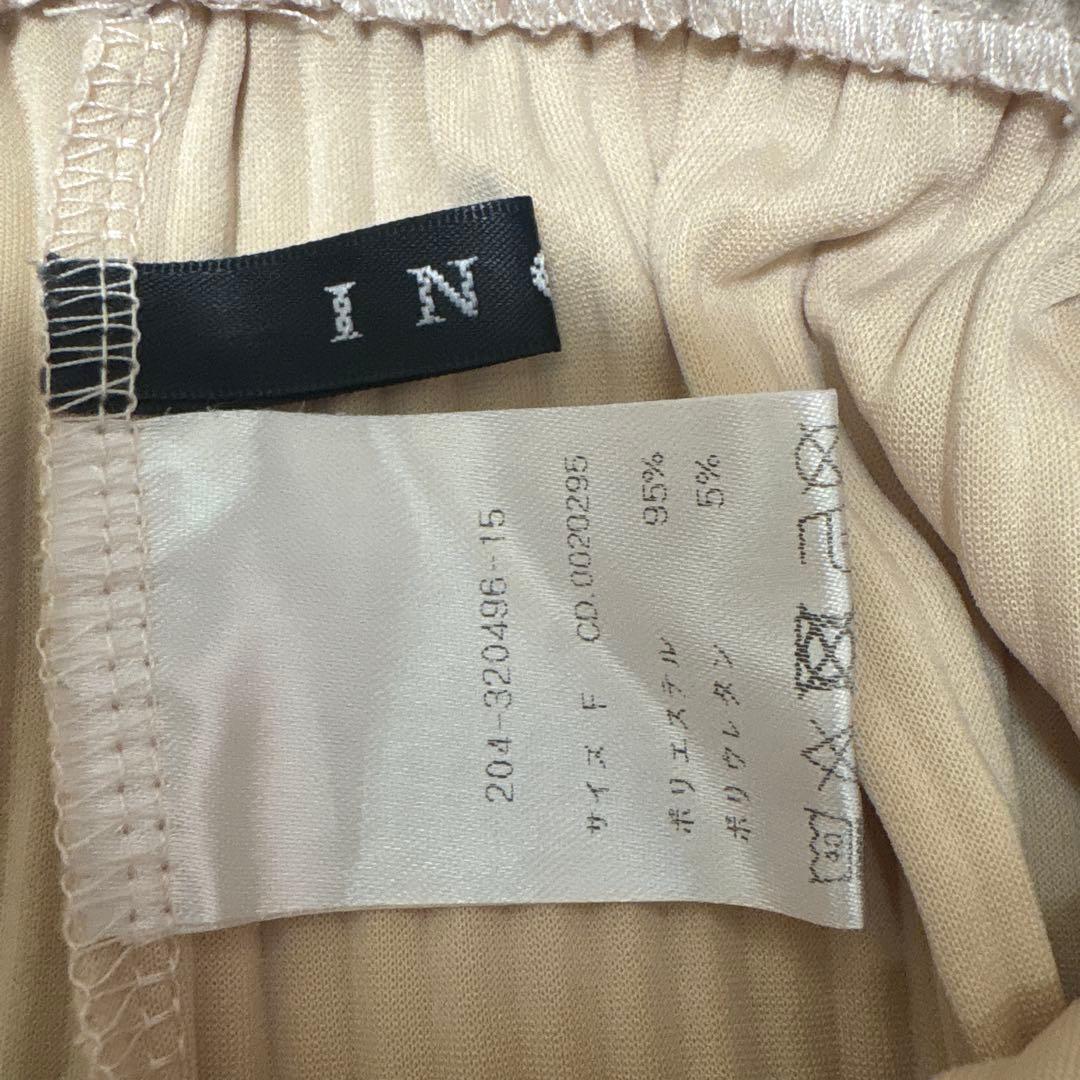 IN
204-320496-15
サイズ F CD.0020295
ポリエステル 95%
ポリウレタン 5%
40